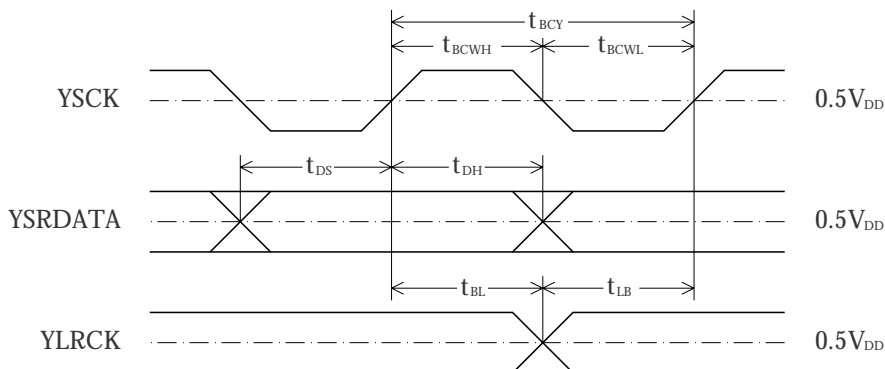 tBCY
tBCWH tBCWL
YSCK 0.5VDD
tDS tDH
YSRDATA 0.5VDD
tBL tLB
YLRCK 0.5VDD